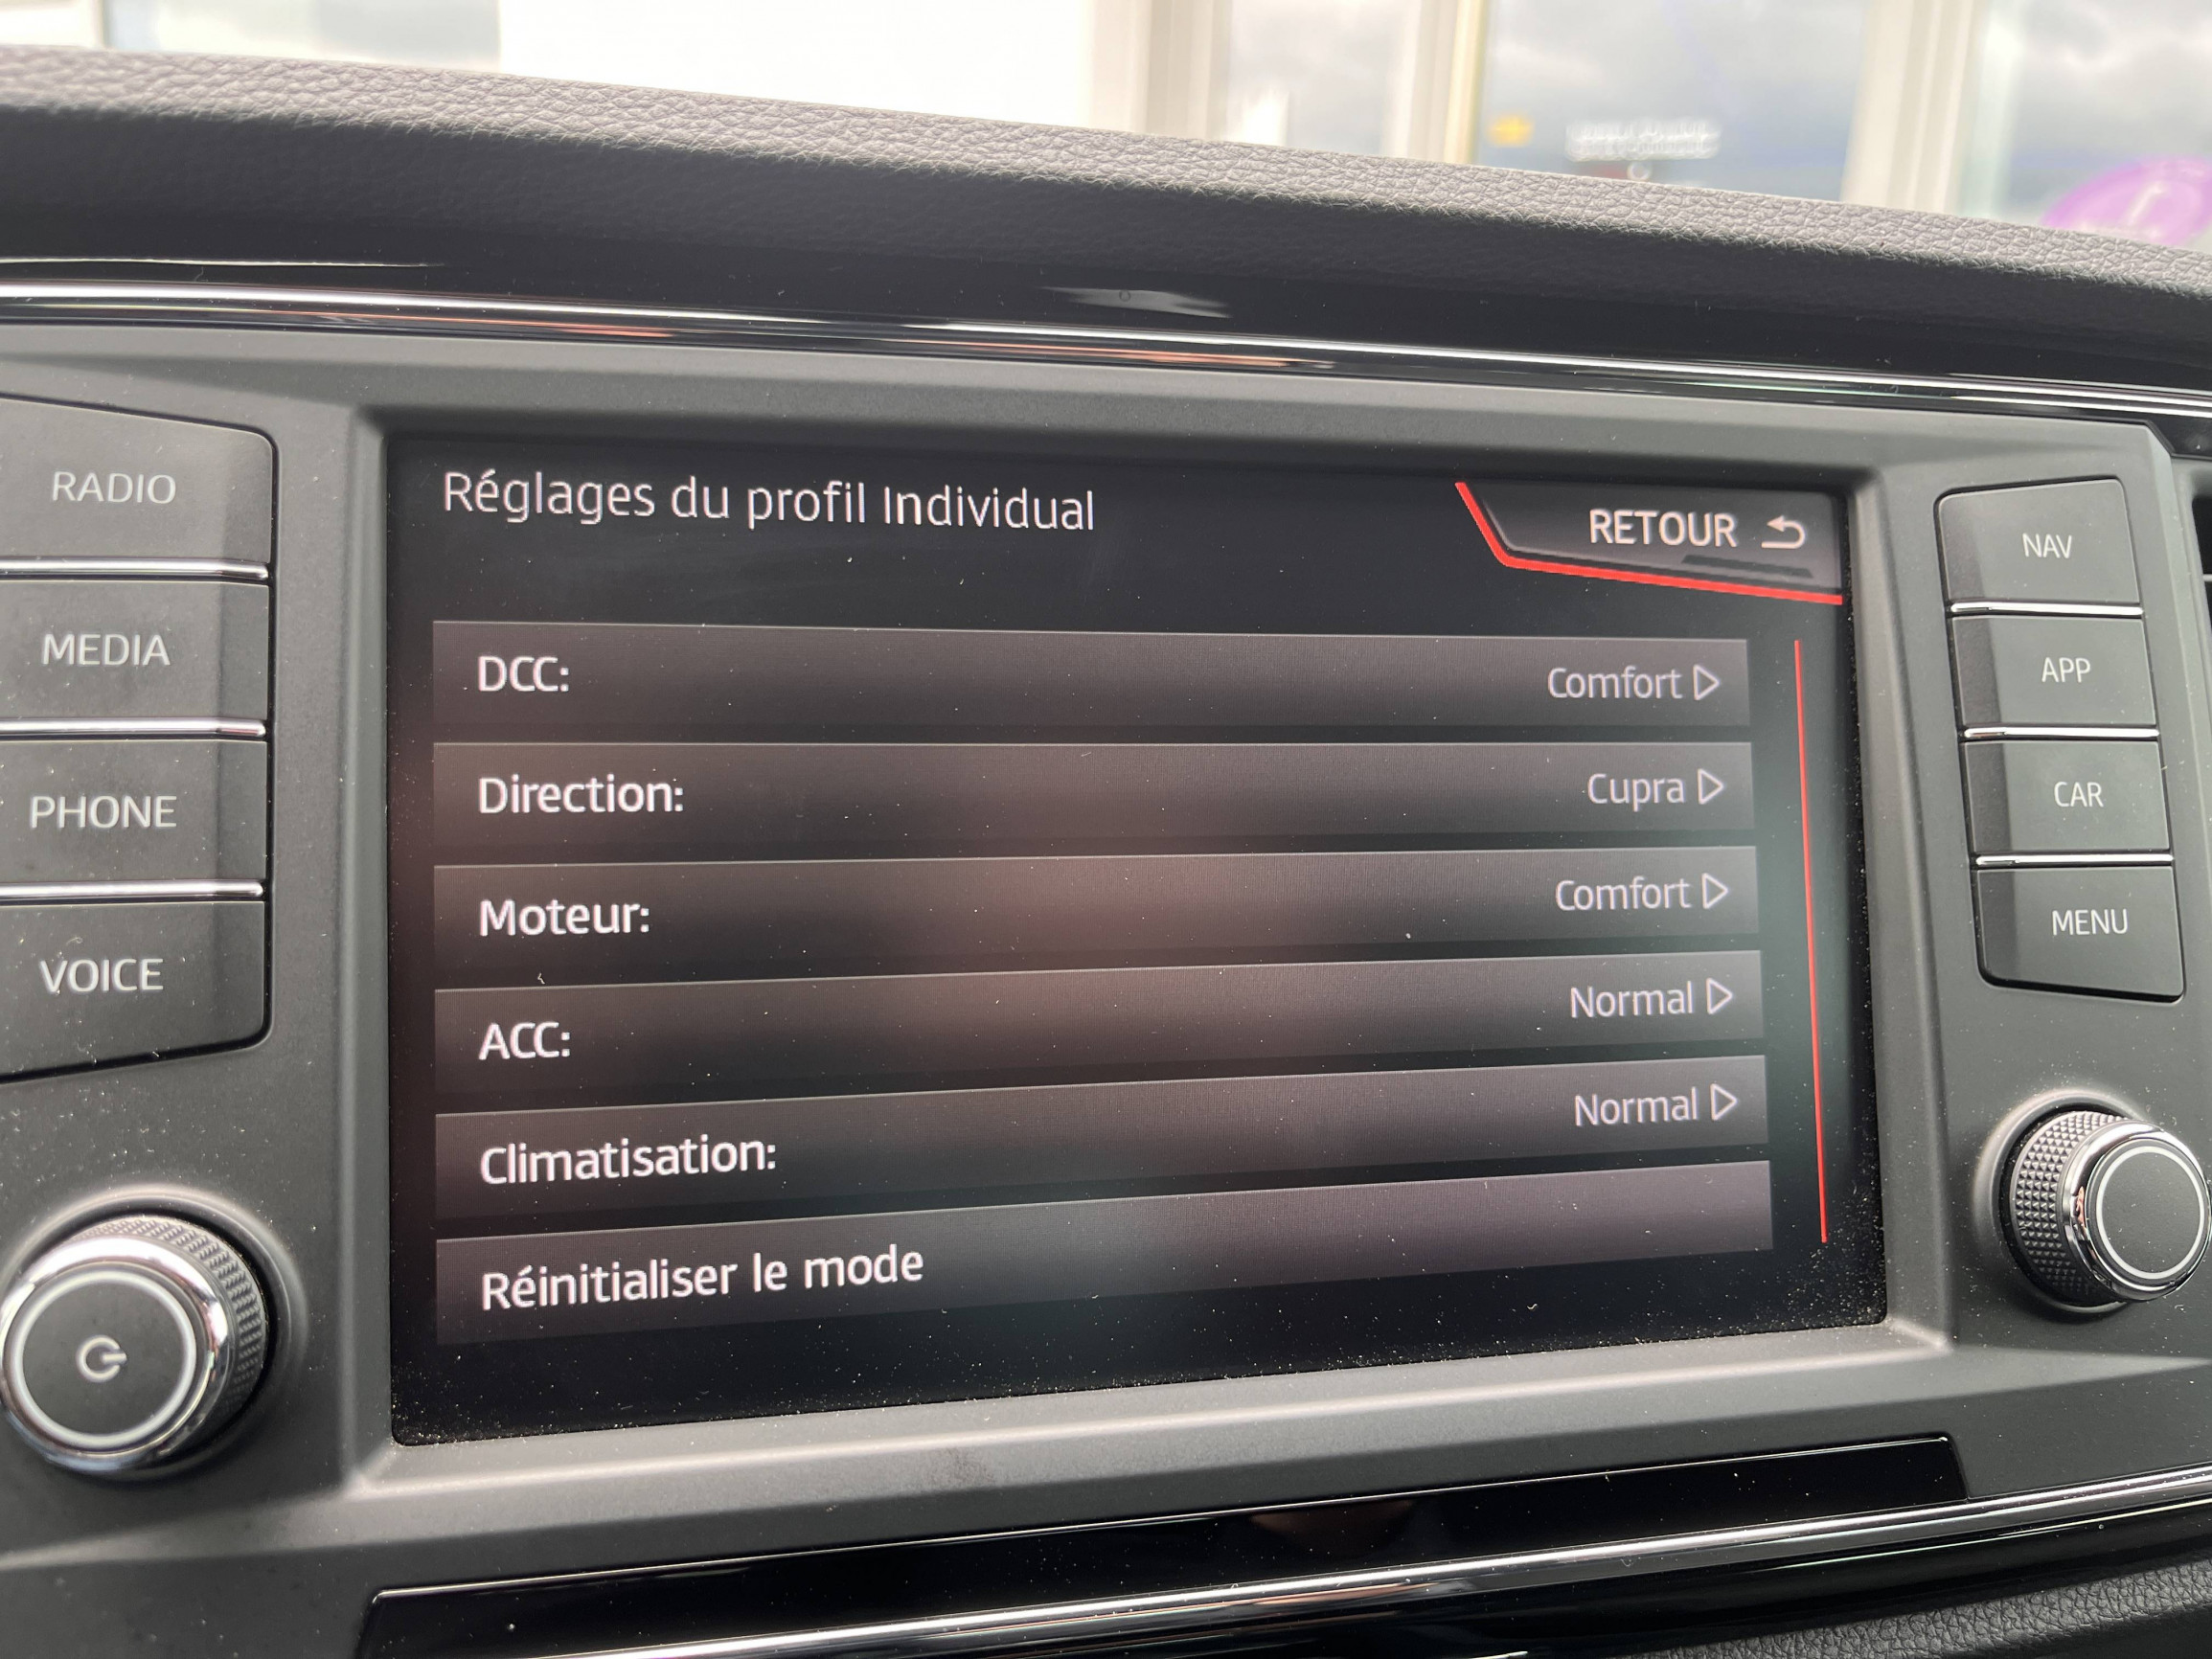 Réglages du profil Individual
RETOUR
DCC: Comfort
Direction: Cupra
Moteur: Comfort
ACC: Normal
Climatisation: Normal
Réinitialiser le mode
RADIO
MEDIA
PHONE
VOICE
NAV
APP
CAR
MENU